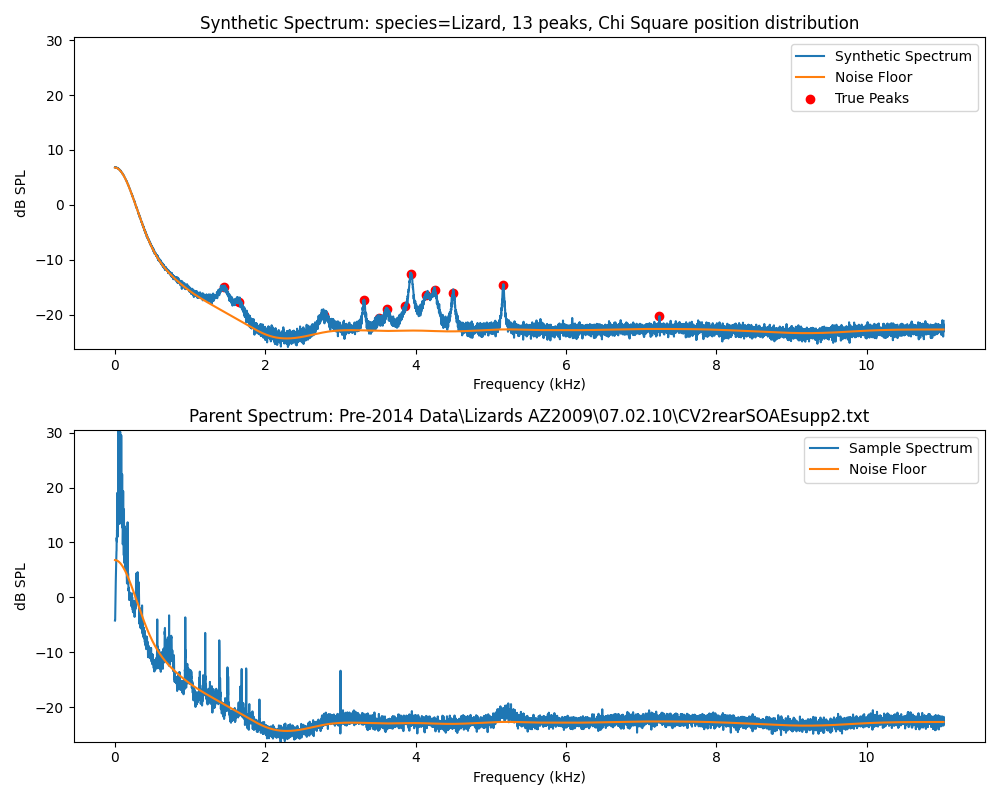 Synthetic Spectrum: species=Lizard, 13 peaks, Chi Square position distribution
30
20
10
0
−10
−20
dB SPL
Synthetic Spectrum
Noise Floor
True Peaks
0 2 4 6 8 10
Frequency (kHz)
Parent Spectrum: Pre-2014 Data\Lizards AZ2009\07.02.10\CV2rearSOAEsupp2.txt
30
20
10
0
−10
−20
dB SPL
Sample Spectrum
Noise Floor
0 2 4 6 8 10
Frequency (kHz)